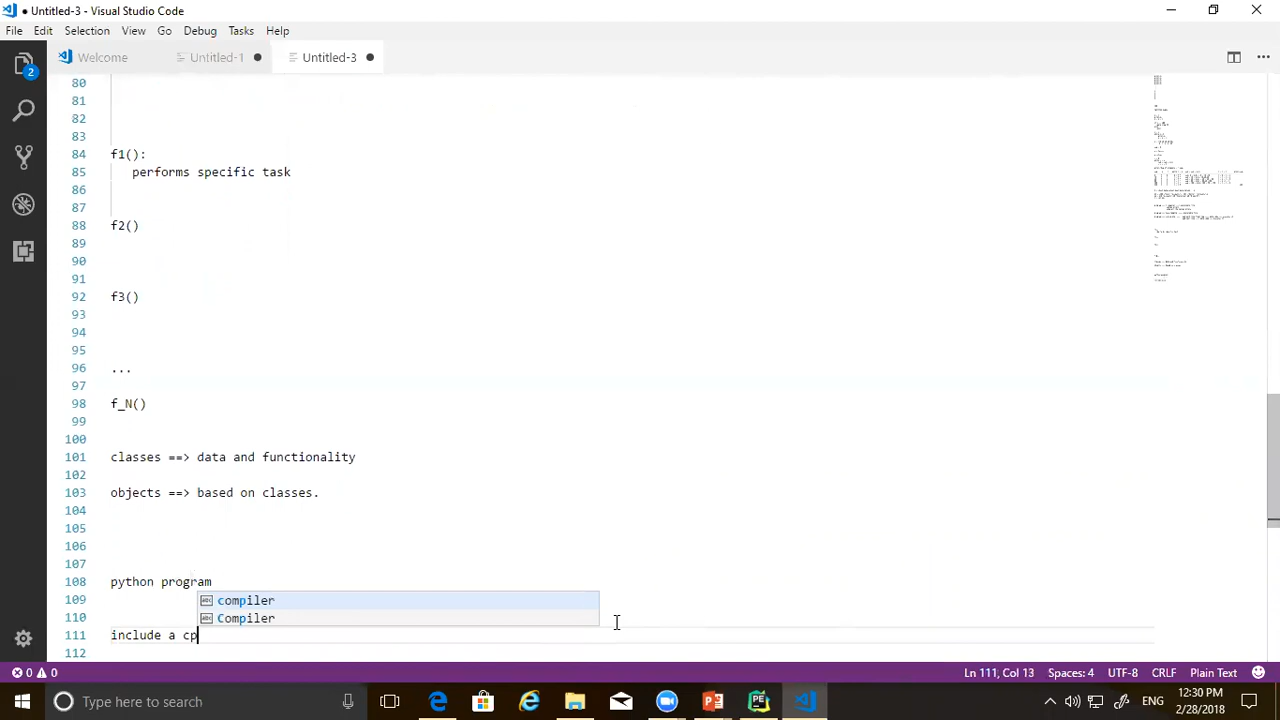 ● Untitled-3 - Visual Studio Code
File Edit Selection View Go Debug Tasks Help
Welcome Untitled-1 Untitled-3
2
80
81
82
83
84 f1():
85 performs specific task
86
87
88 f2()
89
90
91
92 f3()
93
94
95
96 ...
97
98 f_N()
99
100
101 classes ==> data and functionality
102
103 objects ==> based on classes.
104
105
106
107
108 python program
109 compiler
110 Compiler
111 include a cp
112
0 0 Ln 111, Col 13 Spaces: 4 UTF-8 CRLF Plain Text
Type here to search ENG 12:30 PM
2/28/2018